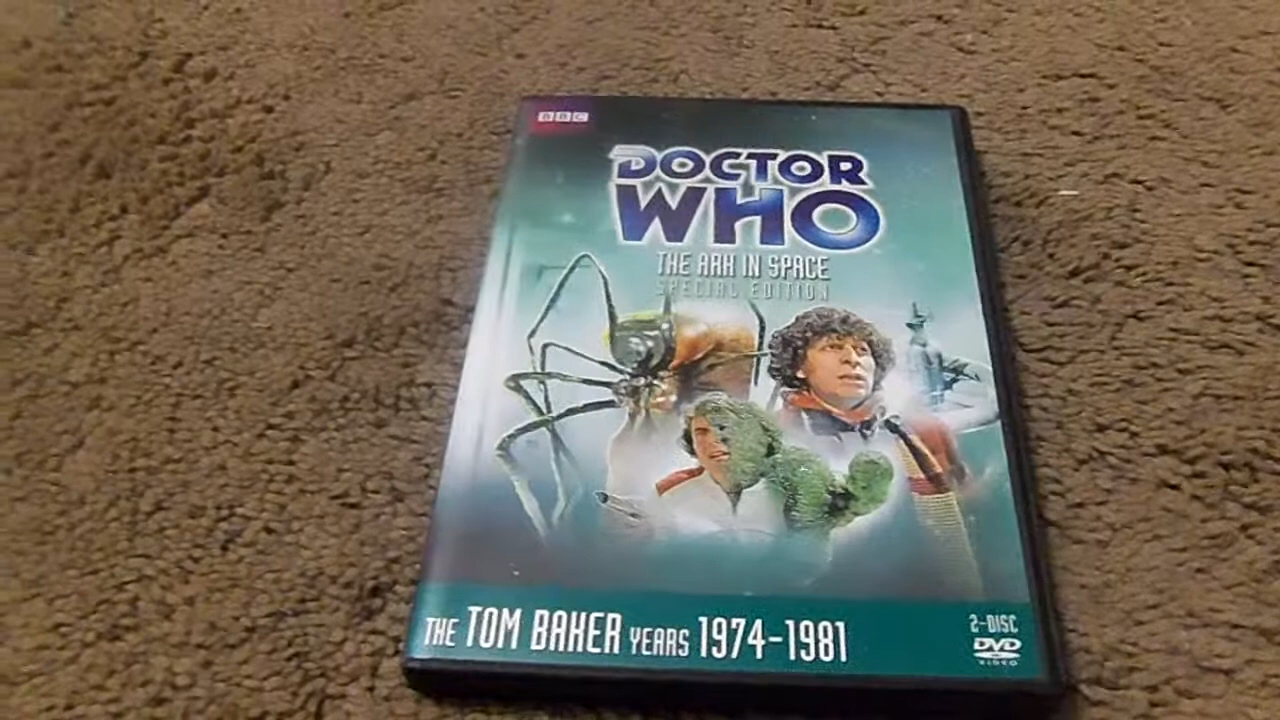 BBC
DOCTOR
WHO
THE ARK IN SPACE
SPECIAL EDITION
THE TOM BAKER YEARS 1974-1981
2-DISC
DVD
VIDEO